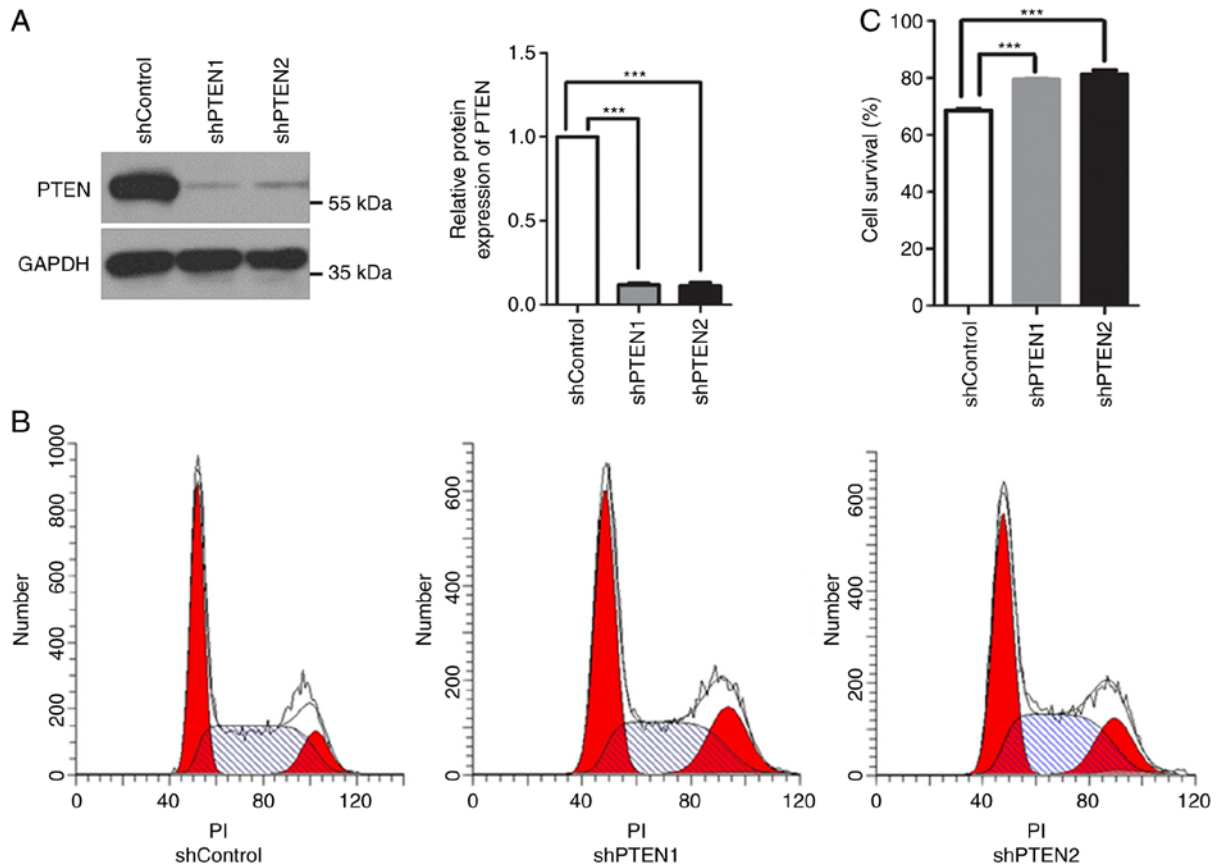 A
shControl
shPTEN1
shPTEN2
PTEN
55 kDa
GAPDH
35 kDa
Relative protein
expression of PTEN
1.5
1.0
0.5
0.0
***
***
shControl
shPTEN1
shPTEN2
C
Cell survival (%)
100
80
60
40
20
0
***
***
shControl
shPTEN1
shPTEN2
B
Number
1000
800
600
400
200
0
0 40 80 120
PI
shControl
Number
600
400
200
0
0 40 80 120
PI
shPTEN1
Number
600
400
200
0
0 40 80 120
PI
shPTEN2